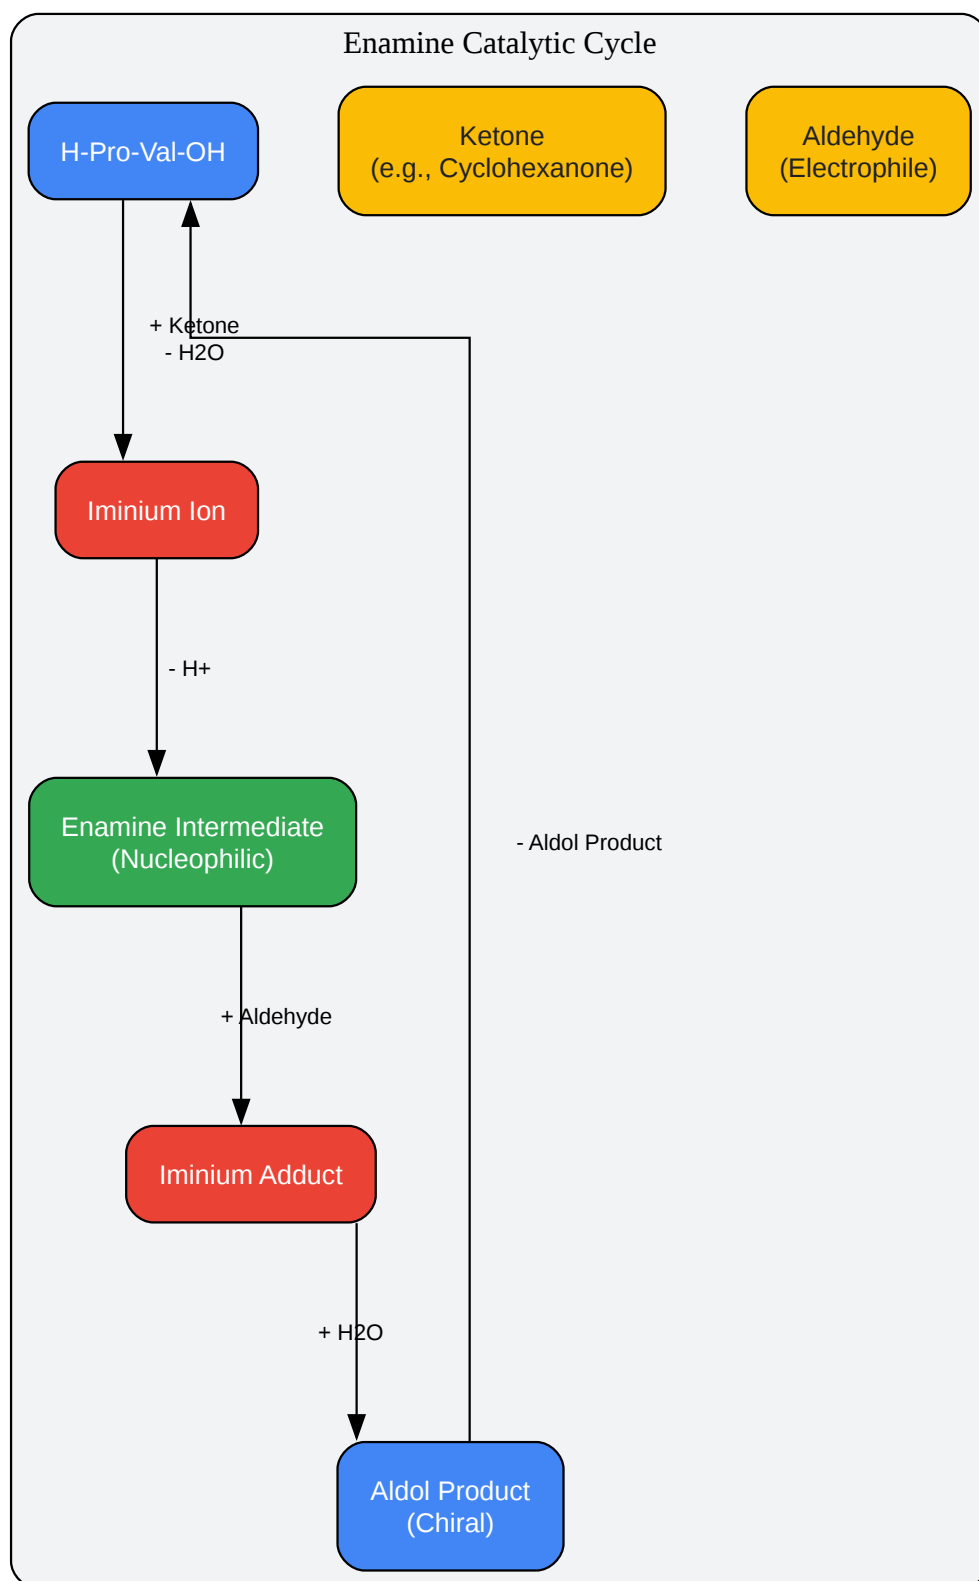 Enamine Catalytic Cycle
H-Pro-Val-OH
Ketone
(e.g., Cyclohexanone)
Aldehyde
(Electrophile)
+ Ketone
- H2O
Iminium Ion
- H+
Enamine Intermediate
(Nucleophilic)
- Aldol Product
+ Aldehyde
Iminium Adduct
+ H2O
Aldol Product
(Chiral)